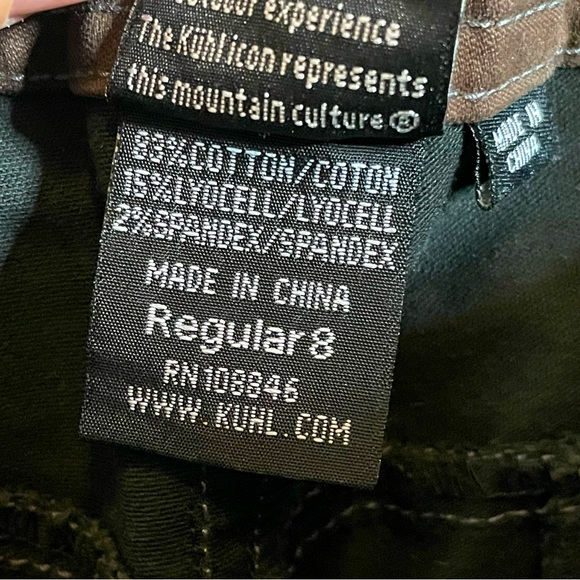 outdoor experience
The Kühl icon represents
this mountain culture®
83%COTTON/COTON
15%LYOCELL/LYOCELL
2%SPANDEX/SPANDEX
MADE IN CHINA
Regular 8
RN108846
WWW.KUHL.COM
MADE IN
CHINA